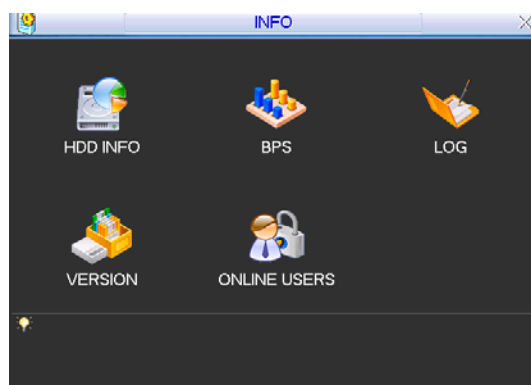 INFO
HDD INFO
BPS
LOG
VERSION
ONLINE USERS